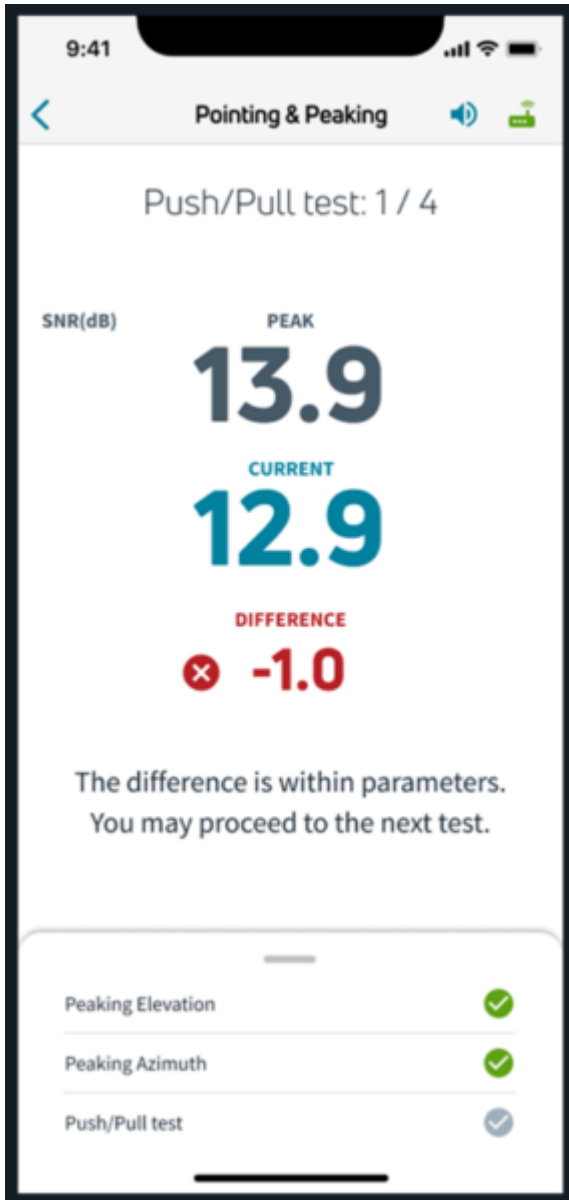 9:41
Pointing & Peaking
Push/Pull test: 1 / 4
SNR(dB)
PEAK
13.9
CURRENT
12.9
DIFFERENCE
-1.0
The difference is within parameters.
You may proceed to the next test.
Peaking Elevation
Peaking Azimuth
Push/Pull test